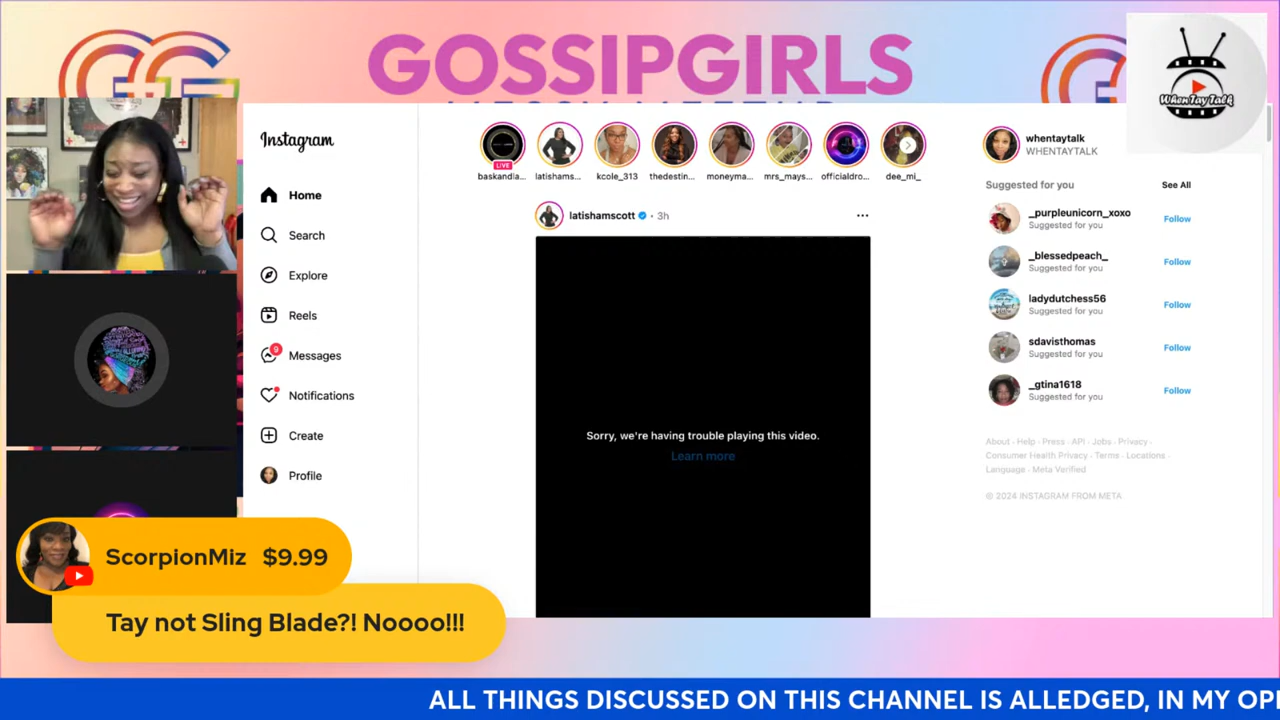 GOSSIPGIRLS
GG
WhenTayTalk
Instagram
Home
Search
Explore
Reels
9
Messages
Notifications
Create
Profile
LIVE
baskandla...
latishams...
kcole_313
thedestin...
moneyma...
mrs_mays...
officialdro...
dee_mi_
latishamscott • 3h
Sorry, we're having trouble playing this video.
Learn more
whentaytalk
WHENTAYTALK
Suggested for you
See All
_purpleunicorn_xoxo
Suggested for you
Follow
_blessedpeach_
Suggested for you
Follow
ladydutchess56
Suggested for you
Follow
sdavisthomas
Suggested for you
Follow
_gtina1618
Suggested for you
Follow
About · Help · Press · API · Jobs · Privacy ·
Consumer Health Privacy · Terms · Locations ·
Language · Meta Verified
© 2024 INSTAGRAM FROM META
ScorpionMiz $9.99
Tay not Sling Blade?! Noooo!!!
ALL THINGS DISCUSSED ON THIS CHANNEL IS ALLEDGED, IN MY OPI